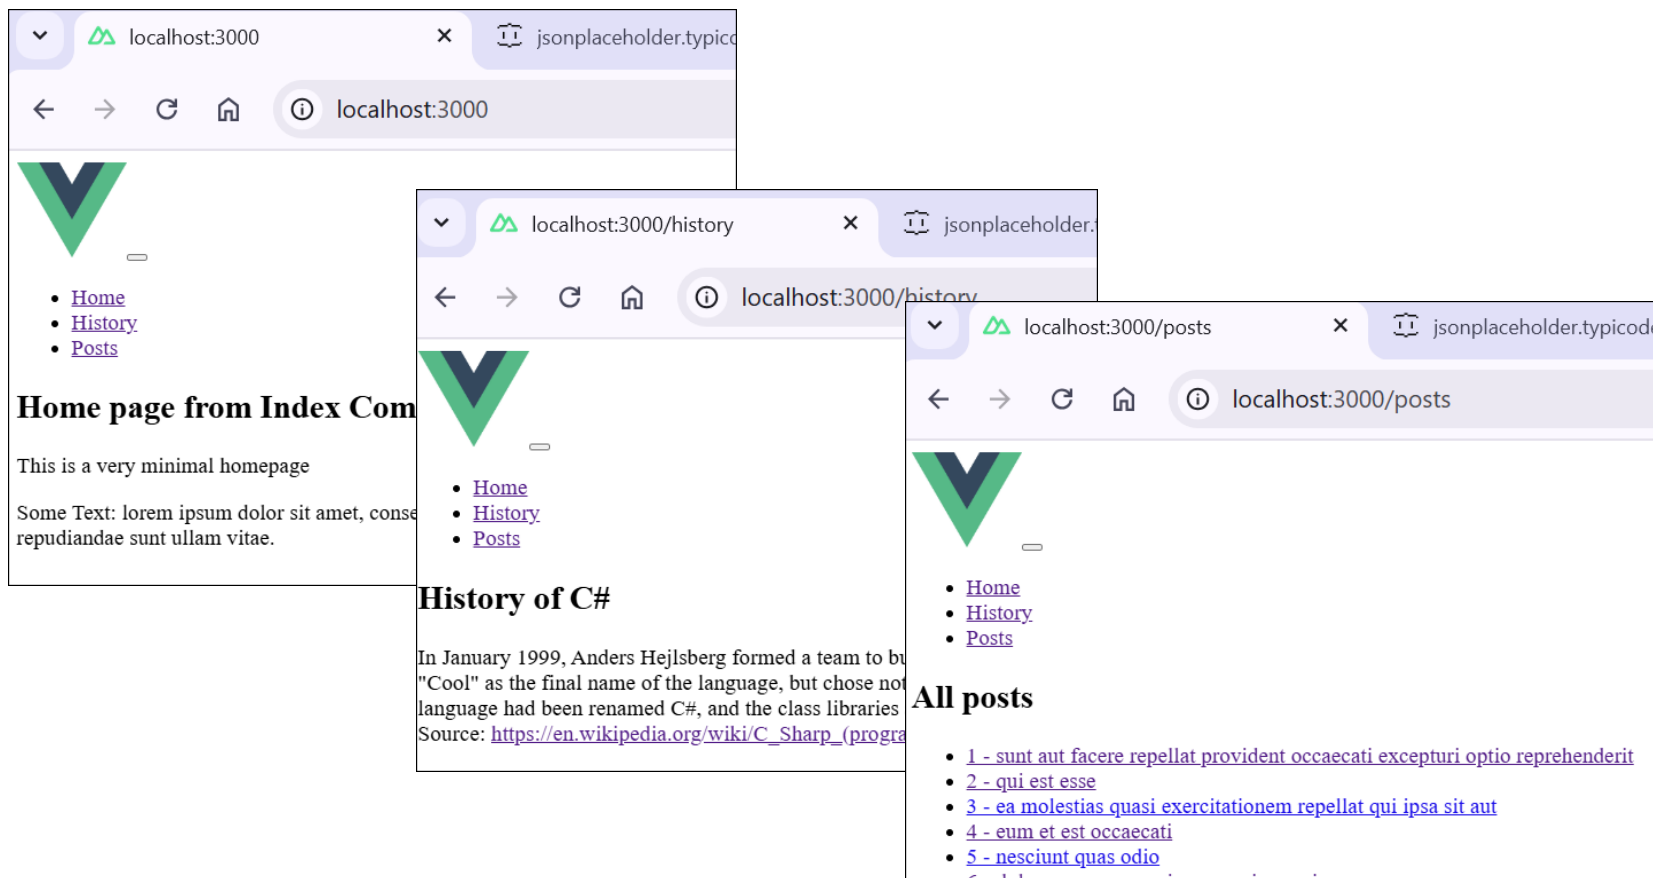 localhost:3000
jsonplaceholder.typico
localhost:3000
Home
History
Posts
Home page from Index Com
This is a very minimal homepage
Some Text: lorem ipsum dolor sit amet, conse
repudiandae sunt ullam vitae.
localhost:3000/history
jsonplaceholder.
localhost:3000/history
Home
History
Posts
History of C#
In January 1999, Anders Hejlsberg formed a team to bu
"Cool" as the final name of the language, but chose not
language had been renamed C#, and the class libraries
Source: https://en.wikipedia.org/wiki/C_Sharp_(progra
localhost:3000/posts
jsonplaceholder.typicode
localhost:3000/posts
Home
History
Posts
All posts
1 - sunt aut facere repellat provident occaecati excepturi optio reprehenderit
2 - qui est esse
3 - ea molestias quasi exercitationem repellat qui ipsa sit aut
4 - eum et est occaecati
5 - nesciunt quas odio